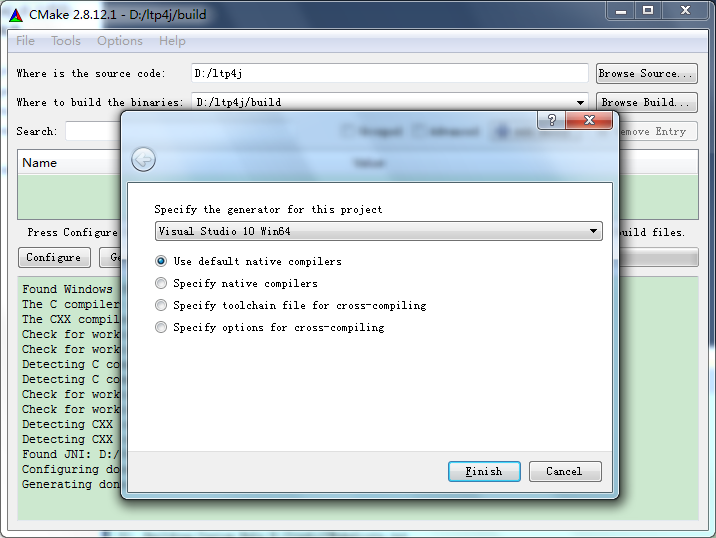 CMake 2.8.12.1 - D:/ltp4j/build
File Tools Options Help
Where is the source code: D:/ltp4j Browse Source...
Where to build the binaries: D:/ltp4j/build Browse Build...
Search: Entry
Name
Press Configure files.
Configure
Specify the generator for this project
Visual Studio 10 Win64
Use default native compilers
Specify native compilers
Specify toolchain file for cross-compiling
Specify options for cross-compiling
Finish Cancel
Found Windows
The C compiler
The CXX compil
Check for work
Check for work
Detecting C co
Detecting C co
Check for work
Check for work
Detecting CXX
Detecting CXX
Found JNI: D:/
Configuring do
Generating don